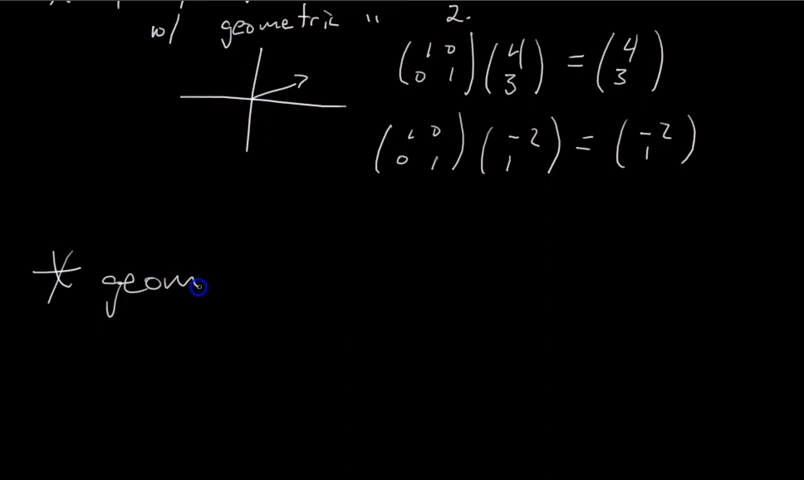 w/ geometric " 2.
(1 0
0 1) (4
3) = (4
3)
(1 0
0 1) (-2
1) = (-2
1)
* geom